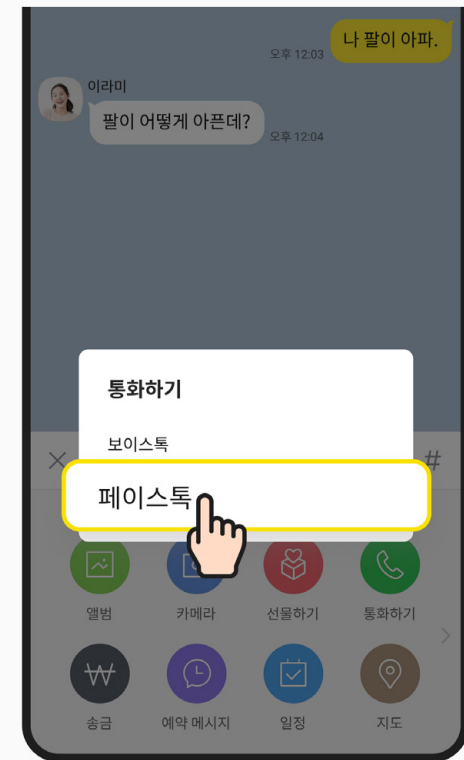 나 팔이 아파.
오후 12:03
이라미
팔이 어떻게 아픈데?
오후 12:04
통화하기
보이스톡
#
페이스톡
앨범 카메라 선물하기 통화하기
송금 예약 메시지 일정 지도